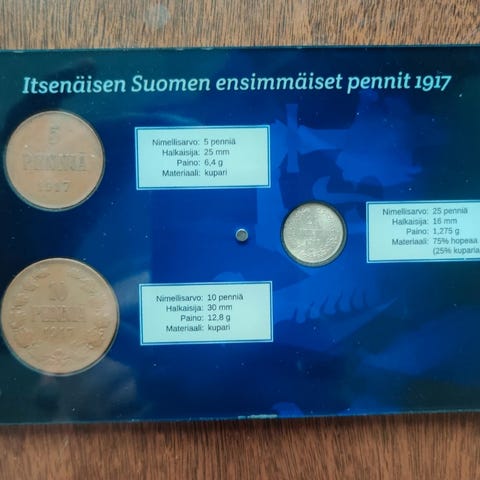 Itsenäisen Suomen ensimmäiset pennit 1917
5
PENNIÄ
1917
Nimellisarvo: 5 penniä
Halkaisija: 25 mm
Paino: 6,4 g
Materiaali: kupari
Nimellisarvo: 25 penniä
Halkaisija: 16 mm
Paino: 1,275 g
Materiaali: 75% hopeaa
(25% kuparia
10
PENNIÄ
1917
Nimellisarvo: 10 penniä
Halkaisija: 30 mm
Paino: 12,8 g
Materiaali: kupari